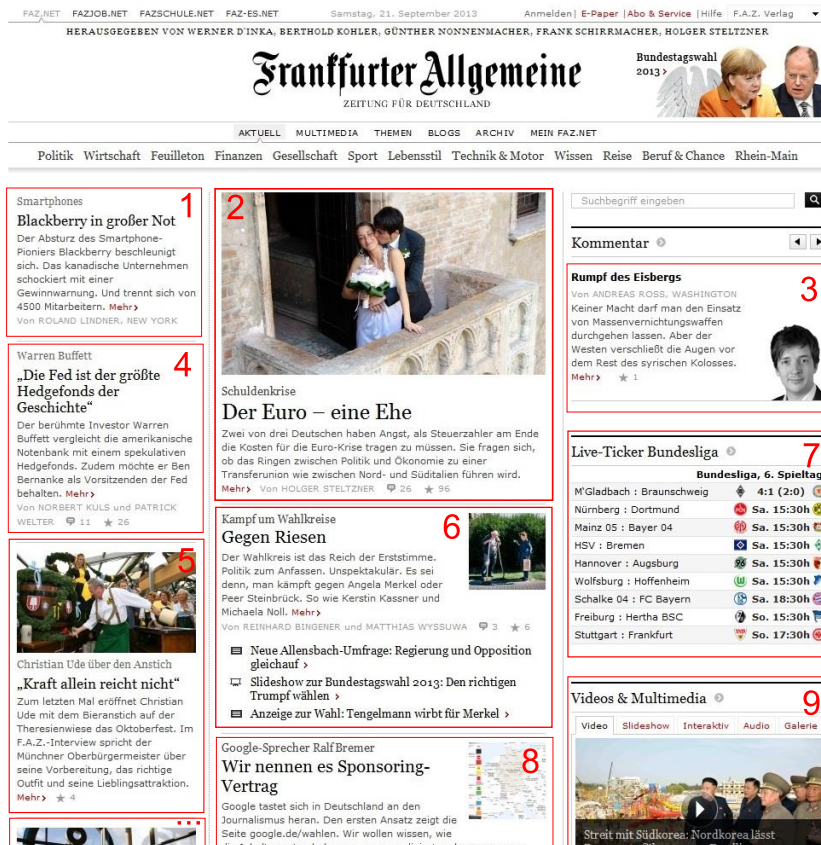 FAZ.NET FAZJOB.NET FAZSCHULE.NET FAZ-ES.NET Samstag, 21. September 2013 Anmelden| E-Paper |Abo & Service |Hilfe F.A.Z. Verlag
HERAUSGEGEBEN VON WERNER D'INKA, BERTHOLD KOHLER, GÜNTHER NONNENMACHER, FRANK SCHIRRMACHER, HOLGER STELTZNER
Frankfurter Allgemeine
ZEITUNG FÜR DEUTSCHLAND
Bundestagswahl
2013 ›
AKTUELL MULTIMEDIA THEMEN BLOGS ARCHIV MEIN FAZ.NET
Politik Wirtschaft Feuilleton Finanzen Gesellschaft Sport Lebensstil Technik & Motor Wissen Reise Beruf & Chance Rhein-Main
1
Smartphones
Blackberry in großer Not
Der Absturz des Smartphone-
Pioniers Blackberry beschleunigt
sich. Das kanadische Unternehmen
schockiert mit einer
Gewinnwarnung. Und trennt sich von
4500 Mitarbeitern. Mehr ›
Von ROLAND LINDNER, NEW YORK
4
Warren Buffett
„Die Fed ist der größte
Hedgefonds der
Geschichte“
Der berühmte Investor Warren
Buffett vergleicht die amerikanische
Notenbank mit einem spekulativen
Hedgefonds. Zudem möchte er Ben
Bernanke als Vorsitzenden der Fed
behalten. Mehr ›
Von NORBERT KULS und PATRICK
WELTER 11 26
5
Christian Ude über den Anstich
„Kraft allein reicht nicht“
Zum letzten Mal eröffnet Christian
Ude mit dem Bieranstich auf der
Theresienwiese das Oktoberfest. Im
F.A.Z.-Interview spricht der
Münchner Oberbürgermeister über
seine Vorbereitung, das richtige
Outfit und seine Lieblingsattraktion.
Mehr › 4
...
2
Schuldenkrise
Der Euro – eine Ehe
Zwei von drei Deutschen haben Angst, als Steuerzahler am Ende
die Kosten für die Euro-Krise tragen zu müssen. Sie fragen sich,
ob das Ringen zwischen Politik und Ökonomie zu einer
Transferunion wie zwischen Nord- und Süditalien führen wird.
Mehr › Von HOLGER STELTZNER 26 96
6
Kampf um Wahlkreise
Gegen Riesen
Der Wahlkreis ist das Reich der Erststimme.
Politik zum Anfassen. Unspektakulär. Es sei
denn, man kämpft gegen Angela Merkel oder
Peer Steinbrück. So wie Kerstin Kassner und
Michaela Noll. Mehr ›
Von REINHARD BINGENER und MATTHIAS WYSSUWA 3 6
Neue Allensbach-Umfrage: Regierung und Opposition
gleichauf ›
Slideshow zur Bundestagswahl 2013: Den richtigen
Trumpf wählen ›
Anzeige zur Wahl: Tengelmann wirbt für Merkel ›
8
Google-Sprecher Ralf Bremer
Wir nennen es Sponsoring-
Vertrag
Google tastet sich in Deutschland an den
Journalismus heran. Den ersten Ansatz zeigt die
Seite google.de/wahlen. Wir wollen wissen, wie
Suchbegriff eingeben
Kommentar
3
Rumpf des Eisbergs
Von ANDREAS ROSS, WASHINGTON
Keiner Macht darf man den Einsatz
von Massenvernichtungswaffen
durchgehen lassen. Aber der
Westen verschließt die Augen vor
dem Rest des syrischen Kolosses.
Mehr › 1
7
Live-Ticker Bundesliga
Bundesliga, 6. Spieltag
M'Gladbach : Braunschweig 4:1 (2:0)
Nürnberg : Dortmund Sa. 15:30h
Mainz 05 : Bayer 04 Sa. 15:30h
HSV : Bremen Sa. 15:30h
Hannover : Augsburg Sa. 15:30h
Wolfsburg : Hoffenheim Sa. 15:30h
Schalke 04 : FC Bayern Sa. 18:30h
Freiburg : Hertha BSC So. 15:30h
Stuttgart : Frankfurt So. 17:30h
9
Videos & Multimedia
Video Slideshow Interaktiv Audio Galerie
Streit mit Südkorea: Nordkorea lässt